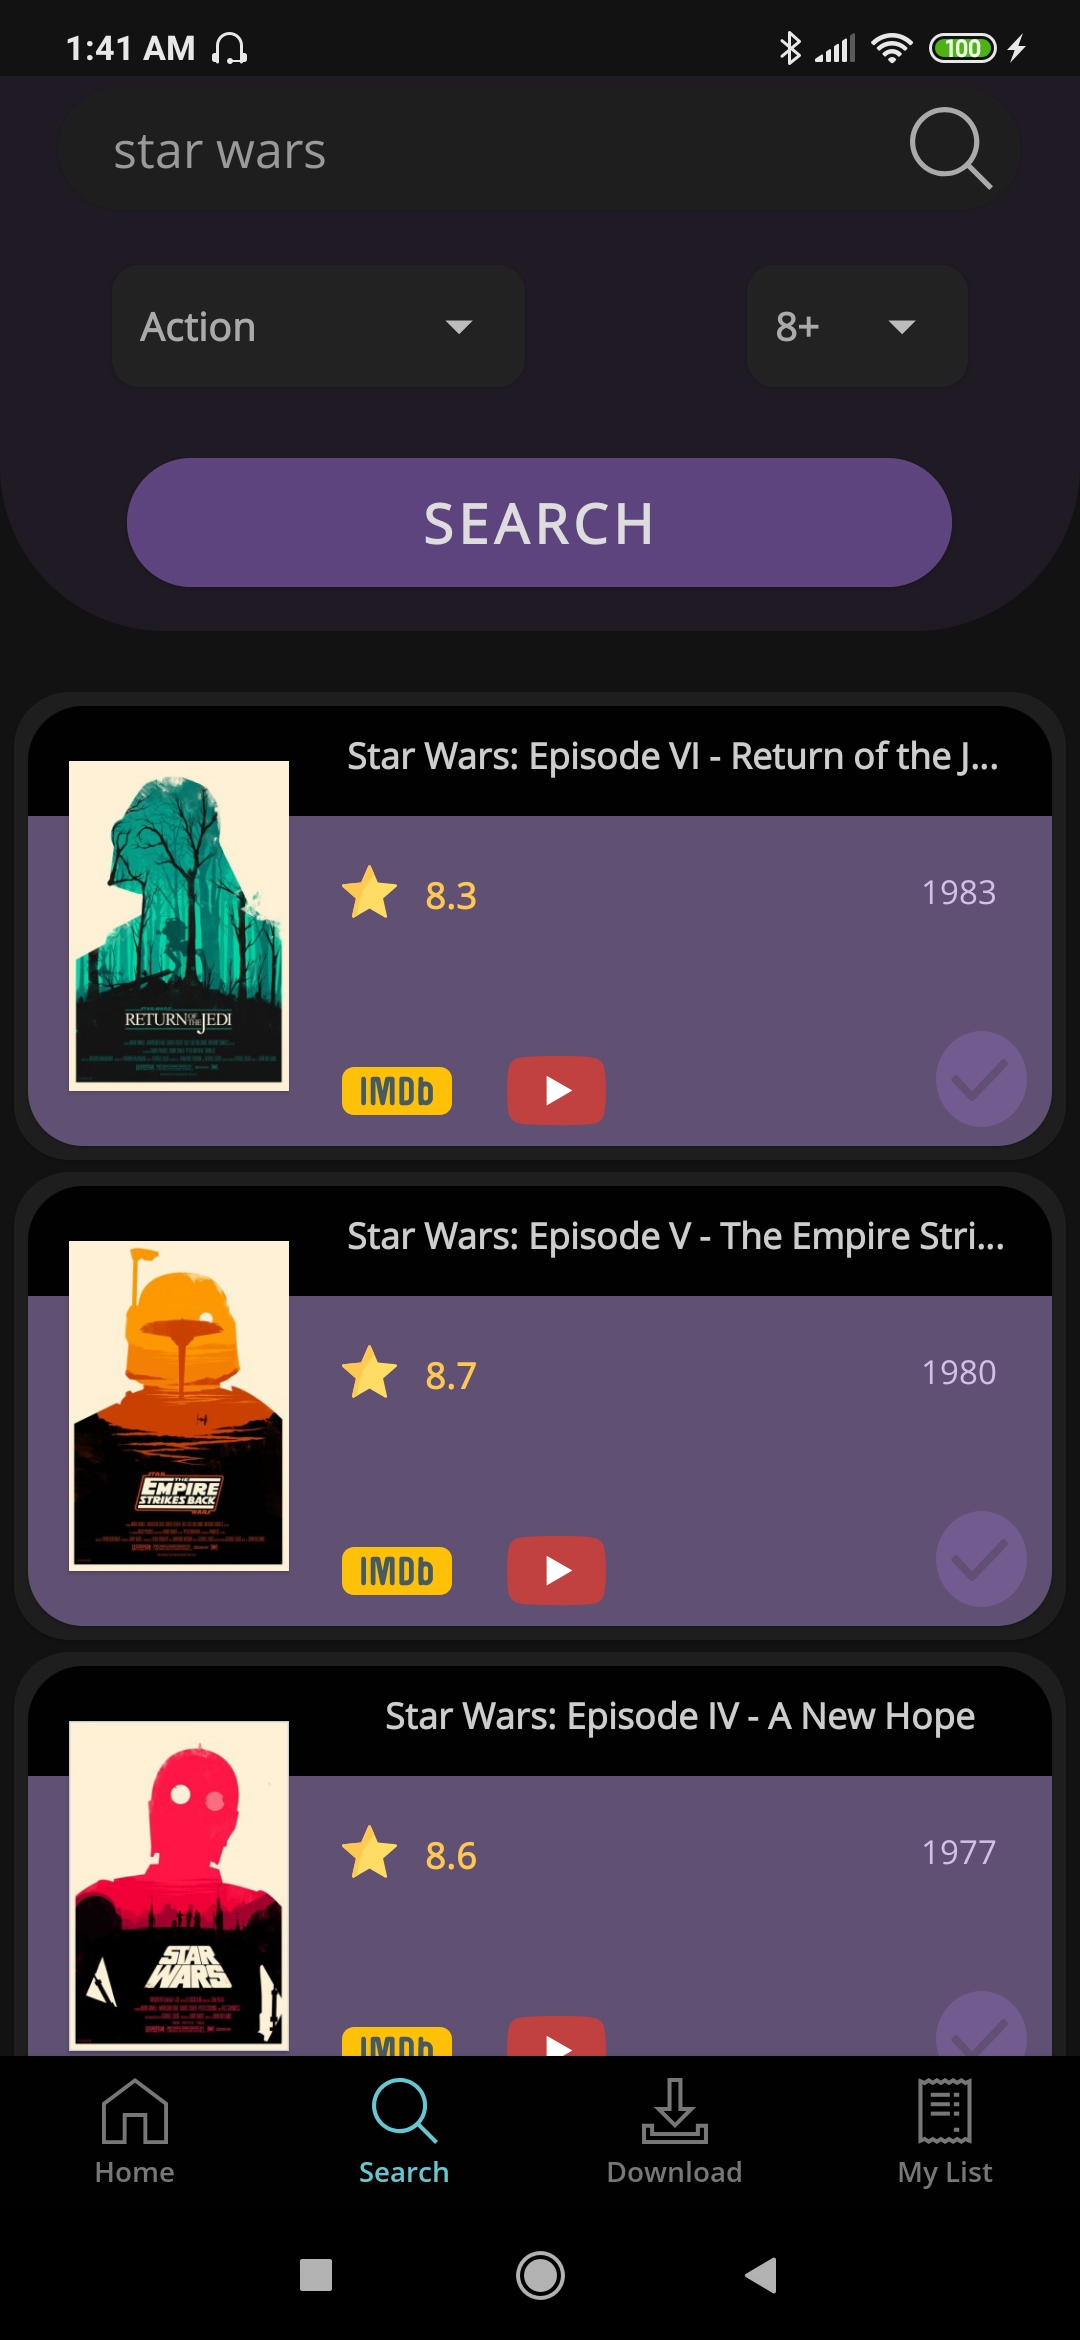 1:41 AM
100
star wars
Action
8+
SEARCH
Star Wars: Episode VI - Return of the J...
8.3
1983
RETURN OF THE JEDI
IMDb
Star Wars: Episode V - The Empire Stri...
8.7
1980
STAR
THE
EMPIRE
STRIKES BACK
WARS
IMDb
Star Wars: Episode IV - A New Hope
8.6
1977
STAR
WARS
IMDb
Home
Search
Download
My List